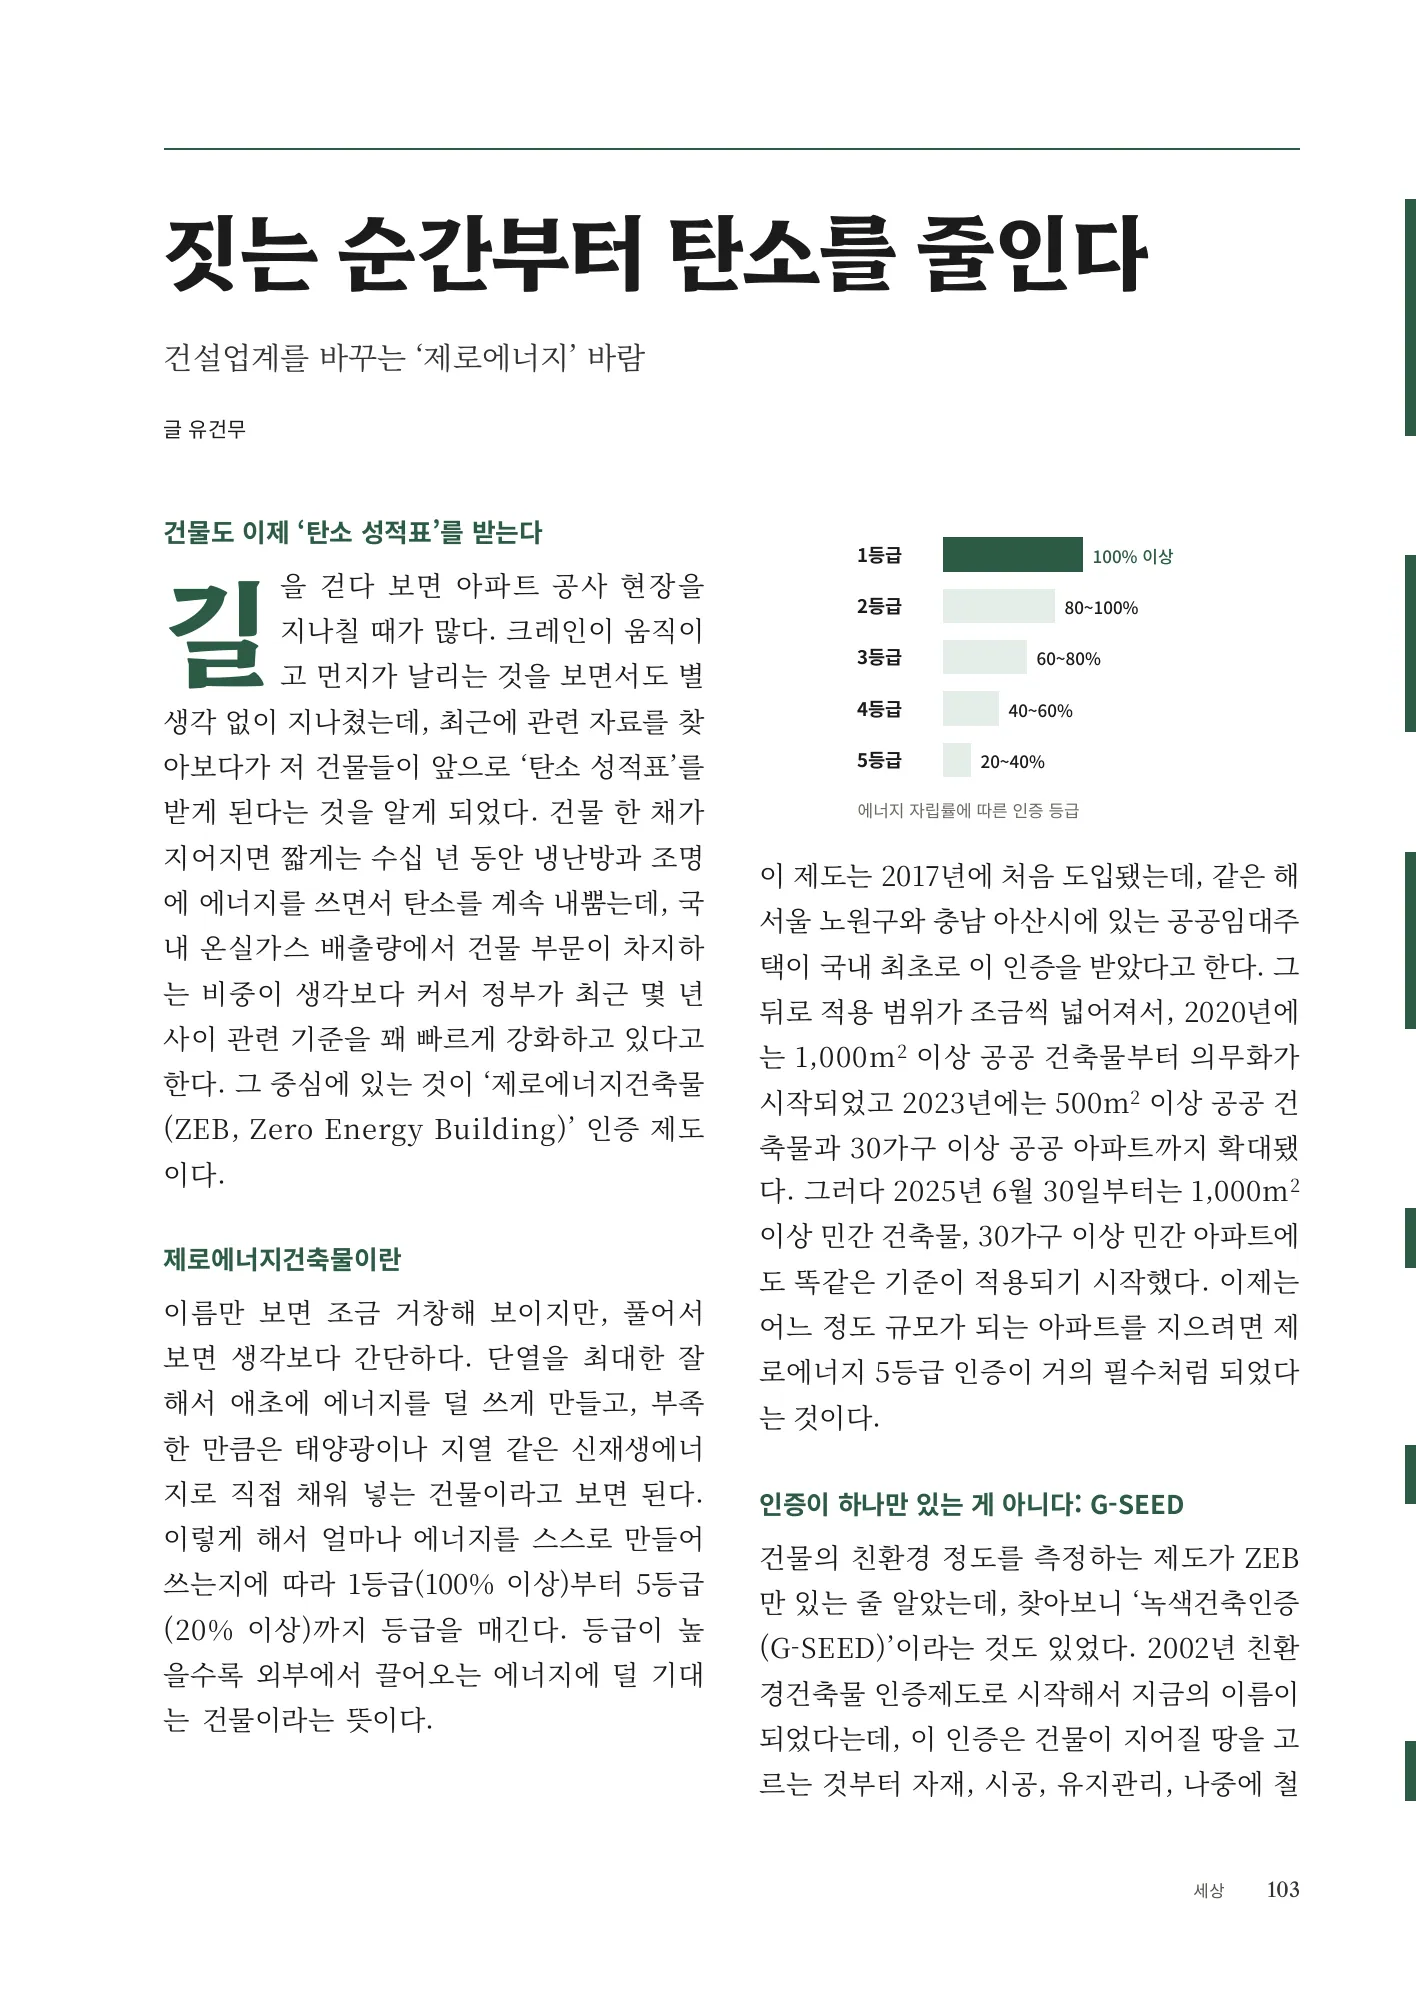 짓는 순간부터 탄소를 줄인다
건설업계를 바꾸는 ‘제로에너지’ 바람
글 유건무
건물도 이제 ‘탄소 성적표’를 받는다
길을 걷다 보면 아파트 공사 현장을
지나칠 때가 많다. 크레인이 움직이
고 먼지가 날리는 것을 보면서도 별
생각 없이 지나쳤는데, 최근에 관련 자료를 찾
아보다가 저 건물들이 앞으로 ‘탄소 성적표’를
받게 된다는 것을 알게 되었다. 건물 한 채가
지어지면 짧게는 수십 년 동안 냉난방과 조명
에 에너지를 쓰면서 탄소를 계속 내뿜는데, 국
내 온실가스 배출량에서 건물 부문이 차지하
는 비중이 생각보다 커서 정부가 최근 몇 년
사이 관련 기준을 꽤 빠르게 강화하고 있다고
한다. 그 중심에 있는 것이 ‘제로에너지건축물
(ZEB, Zero Energy Building)’ 인증 제도
이다.
제로에너지건축물이란
이름만 보면 조금 거창해 보이지만, 풀어서
보면 생각보다 간단하다. 단열을 최대한 잘
해서 애초에 에너지를 덜 쓰게 만들고, 부족
한 만큼은 태양광이나 지열 같은 신재생에너
지로 직접 채워 넣는 건물이라고 보면 된다.
이렇게 해서 얼마나 에너지를 스스로 만들어
쓰는지에 따라 1등급(100% 이상)부터 5등급
(20% 이상)까지 등급을 매긴다. 등급이 높
을수록 외부에서 끌어오는 에너지에 덜 기대
는 건물이라는 뜻이다.
1등급 100% 이상
2등급 80~100%
3등급 60~80%
4등급 40~60%
5등급 20~40%
에너지 자립률에 따른 인증 등급
이 제도는 2017년에 처음 도입됐는데, 같은 해
서울 노원구와 충남 아산시에 있는 공공임대주
택이 국내 최초로 이 인증을 받았다고 한다. 그
뒤로 적용 범위가 조금씩 넓어져서, 2020년에
는 1,000m² 이상 공공 건축물부터 의무화가
시작되었고 2023년에는 500m² 이상 공공 건
축물과 30가구 이상 공공 아파트까지 확대됐
다. 그러다 2025년 6월 30일부터는 1,000m²
이상 민간 건축물, 30가구 이상 민간 아파트에
도 똑같은 기준이 적용되기 시작했다. 이제는
어느 정도 규모가 되는 아파트를 지으려면 제
로에너지 5등급 인증이 거의 필수처럼 되었다
는 것이다.
인증이 하나만 있는 게 아니다: G-SEED
건물의 친환경 정도를 측정하는 제도가 ZEB
만 있는 줄 알았는데, 찾아보니 ‘녹색건축인증
(G-SEED)’이라는 것도 있었다. 2002년 친환
경건축물 인증제도로 시작해서 지금의 이름이
되었다는데, 이 인증은 건물이 지어질 땅을 고
르는 것부터 자재, 시공, 유지관리, 나중에 철
세상 103